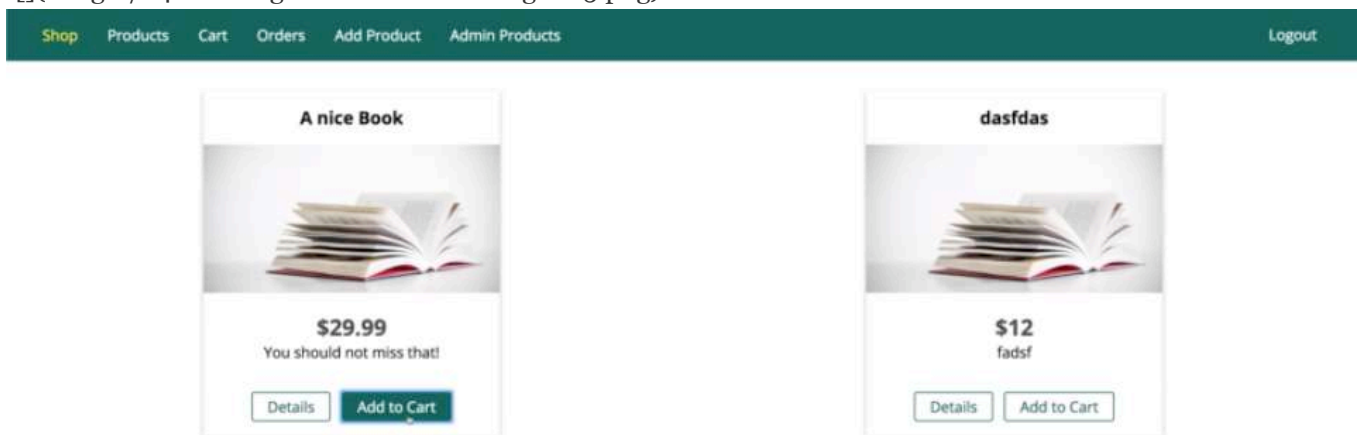 Shop Products Cart Orders Add Product Admin Products Logout
A nice Book
$29.99
You should not miss that!
Details Add to Cart
dasfdas
$12
fadsf
Details Add to Cart